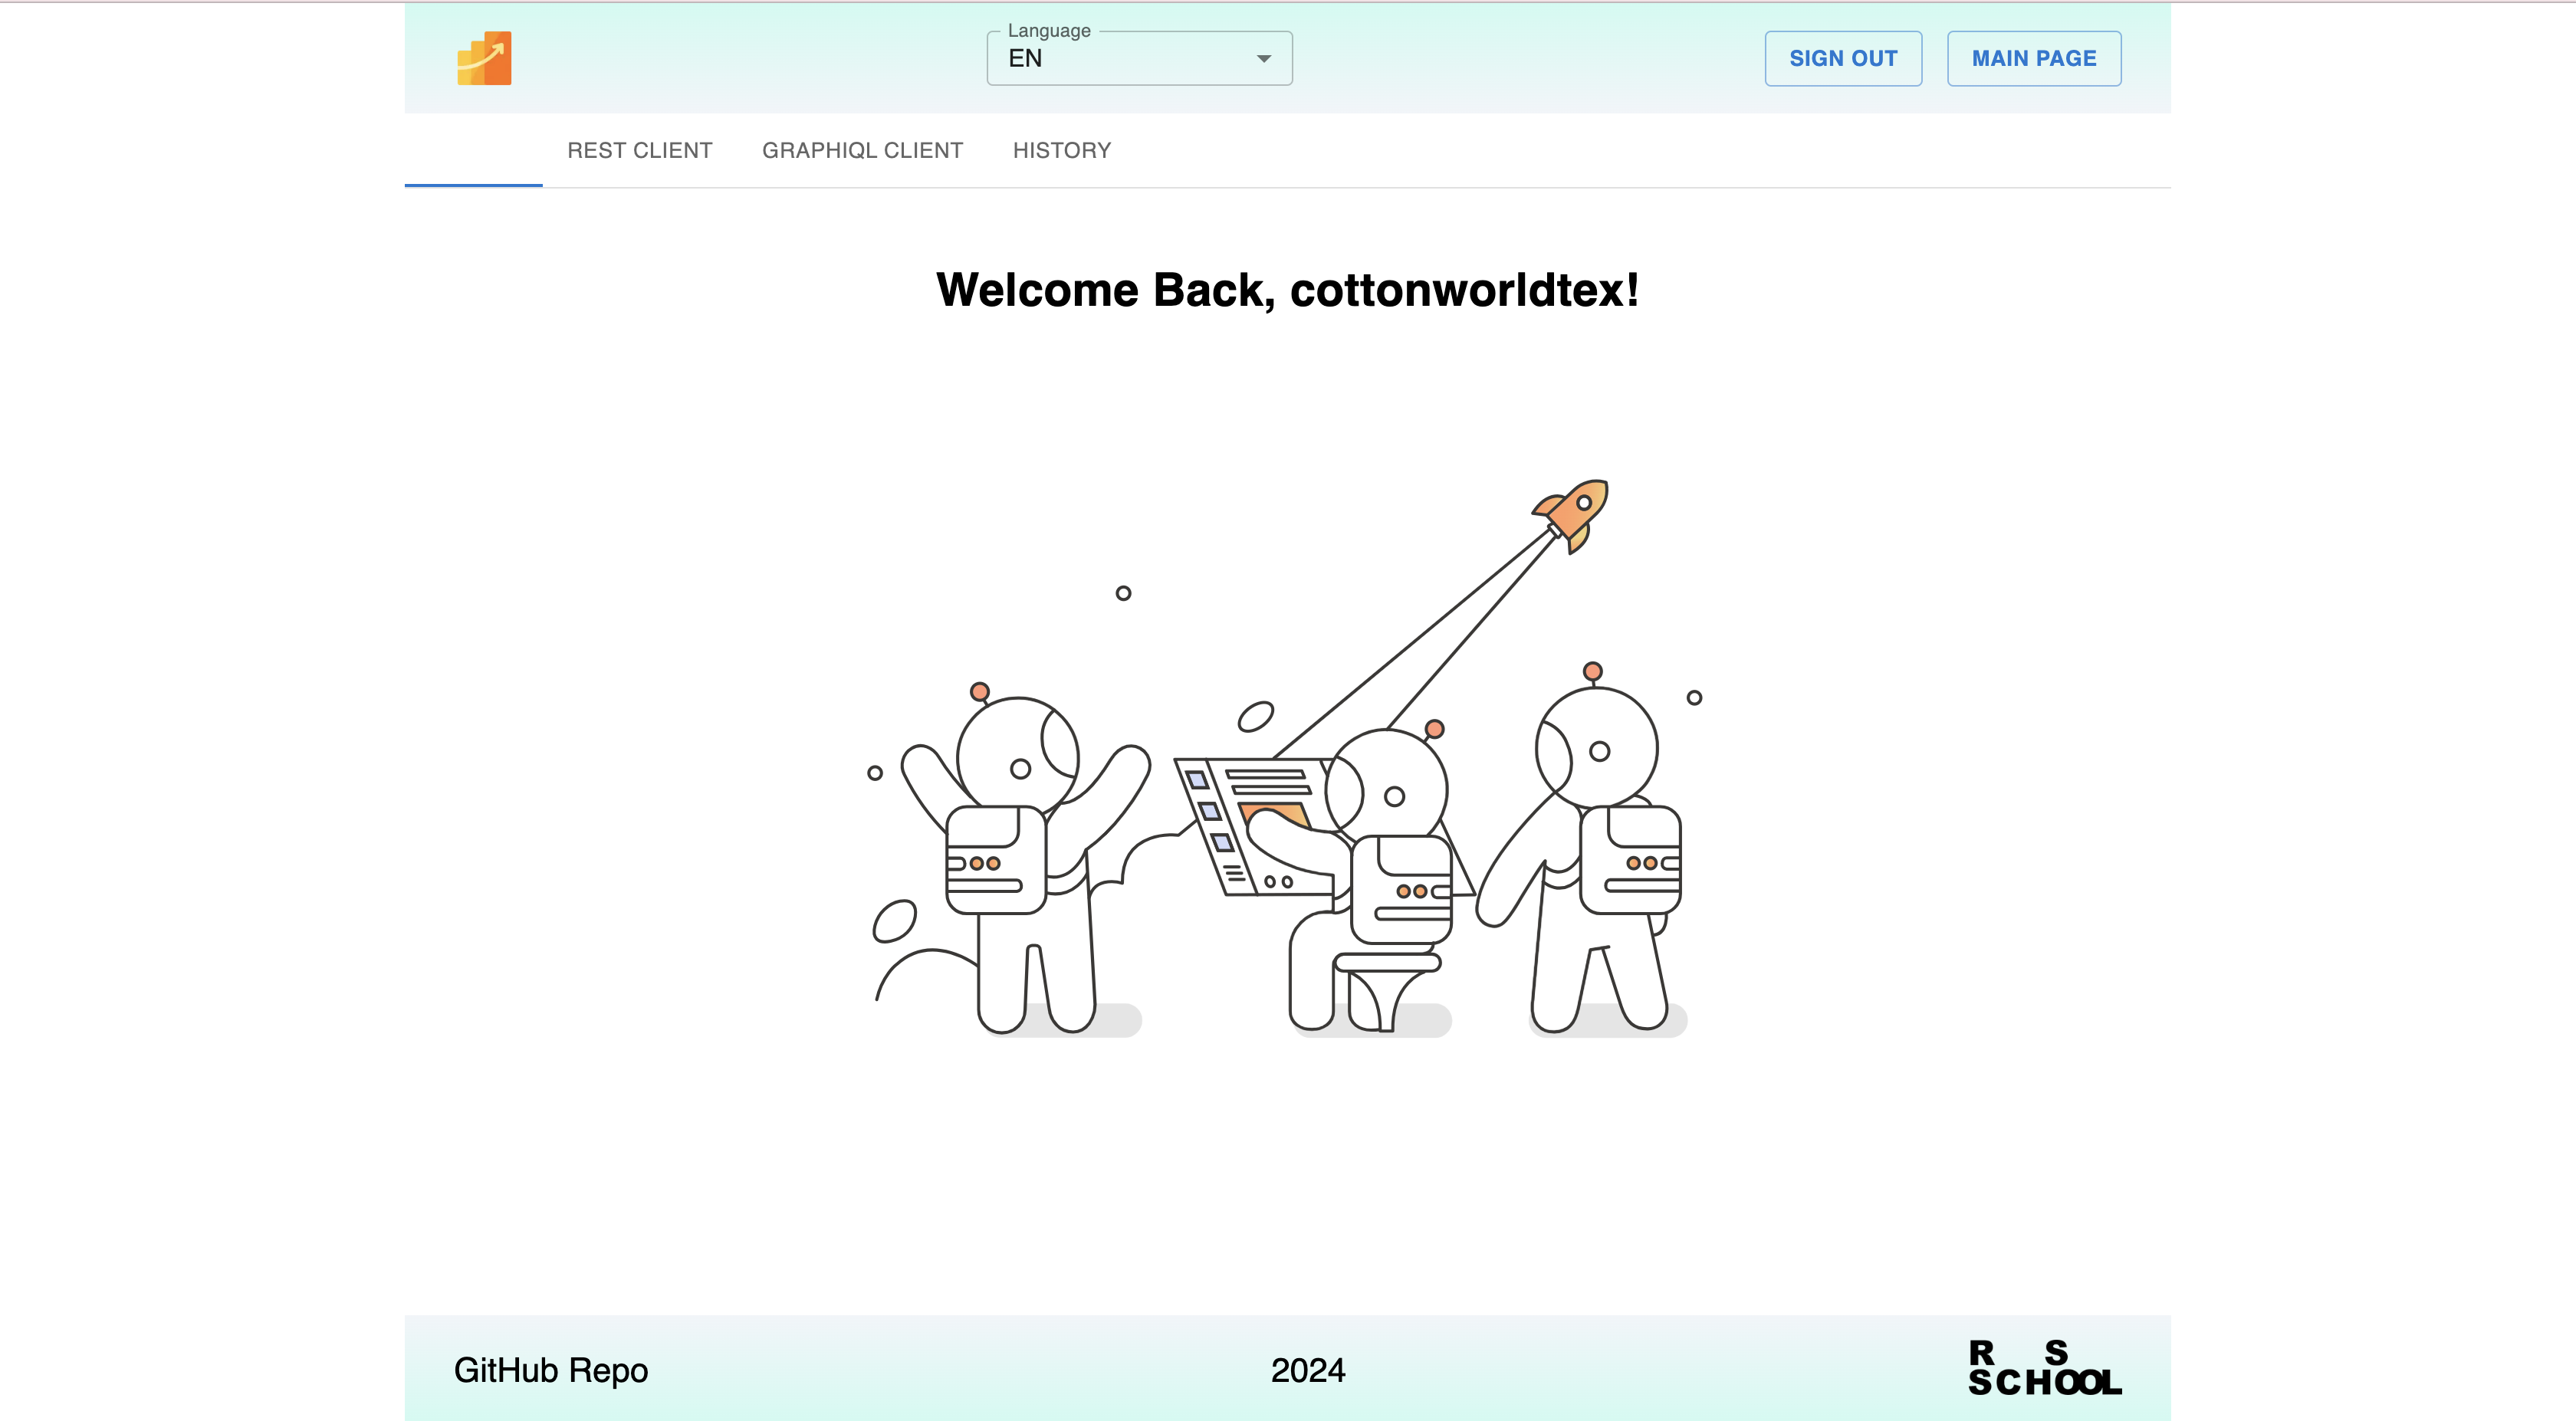 Language
EN
SIGN OUT
MAIN PAGE
REST CLIENT
GRAPHIQL CLIENT
HISTORY
Welcome Back, cottonworldtex!
GitHub Repo
2024
R S
SCHOOL